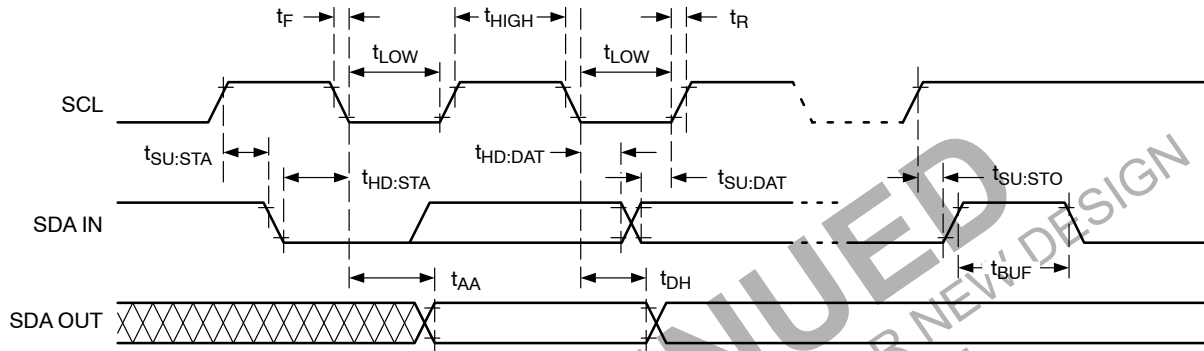 tF tHIGH tR
tLOW tLOW
SCL
tSU:STA tHD:STA tHD:DAT tSU:DAT tSU:STO
SDA IN
tAA tDH tBUF
SDA OUT
NUED
R NEW DESIGN